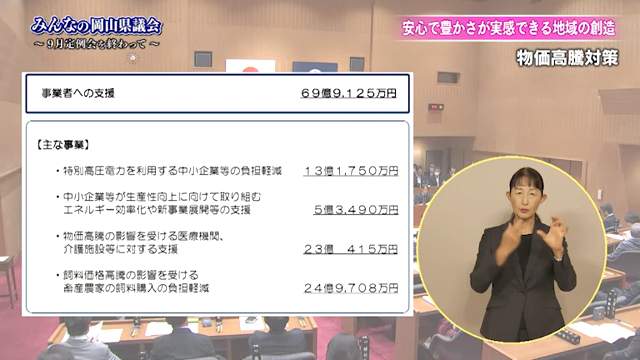 みんなの岡山県議会
～９月定例会を終わって～
安心で豊かさが実感できる地域の創造
物価高騰対策
事業者への支援　６９億９,１２５万円
【主な事業】
・特別高圧電力を利用する中小企業等の負担軽減　１３億１,７５０万円
・中小企業等が生産性向上に向けて取り組む
エネルギー効率化や新事業展開等の支援　５億３,４９０万円
・物価高騰の影響を受ける医療機関、
介護施設等に対する支援　２３億　４１５万円
・飼料価格高騰の影響を受ける
畜産農家の飼料購入の負担軽減　２４億９,７０８万円